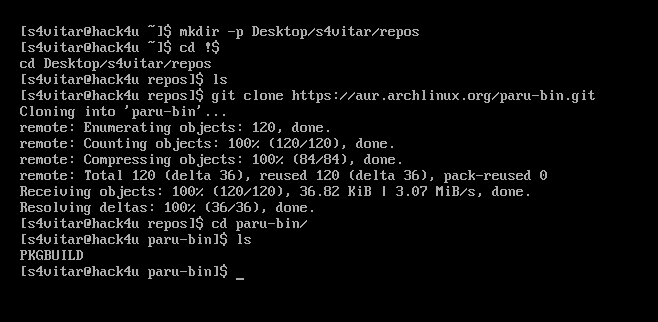 [s4vitar@hack4u ~]$ mkdir -p Desktop/s4vitar/repos
[s4vitar@hack4u ~]$ cd !$
cd Desktop/s4vitar/repos
[s4vitar@hack4u repos]$ ls
[s4vitar@hack4u repos]$ git clone https://aur.archlinux.org/paru-bin.git
Cloning into 'paru-bin'...
remote: Enumerating objects: 120, done.
remote: Counting objects: 100% (120/120), done.
remote: Compressing objects: 100% (84/84), done.
remote: Total 120 (delta 36), reused 120 (delta 36), pack-reused 0
Receiving objects: 100% (120/120), 36.82 KiB | 3.07 MiB/s, done.
Resolving deltas: 100% (36/36), done.
[s4vitar@hack4u repos]$ cd paru-bin/
[s4vitar@hack4u paru-bin]$ ls
PKGBUILD
[s4vitar@hack4u paru-bin]$ _